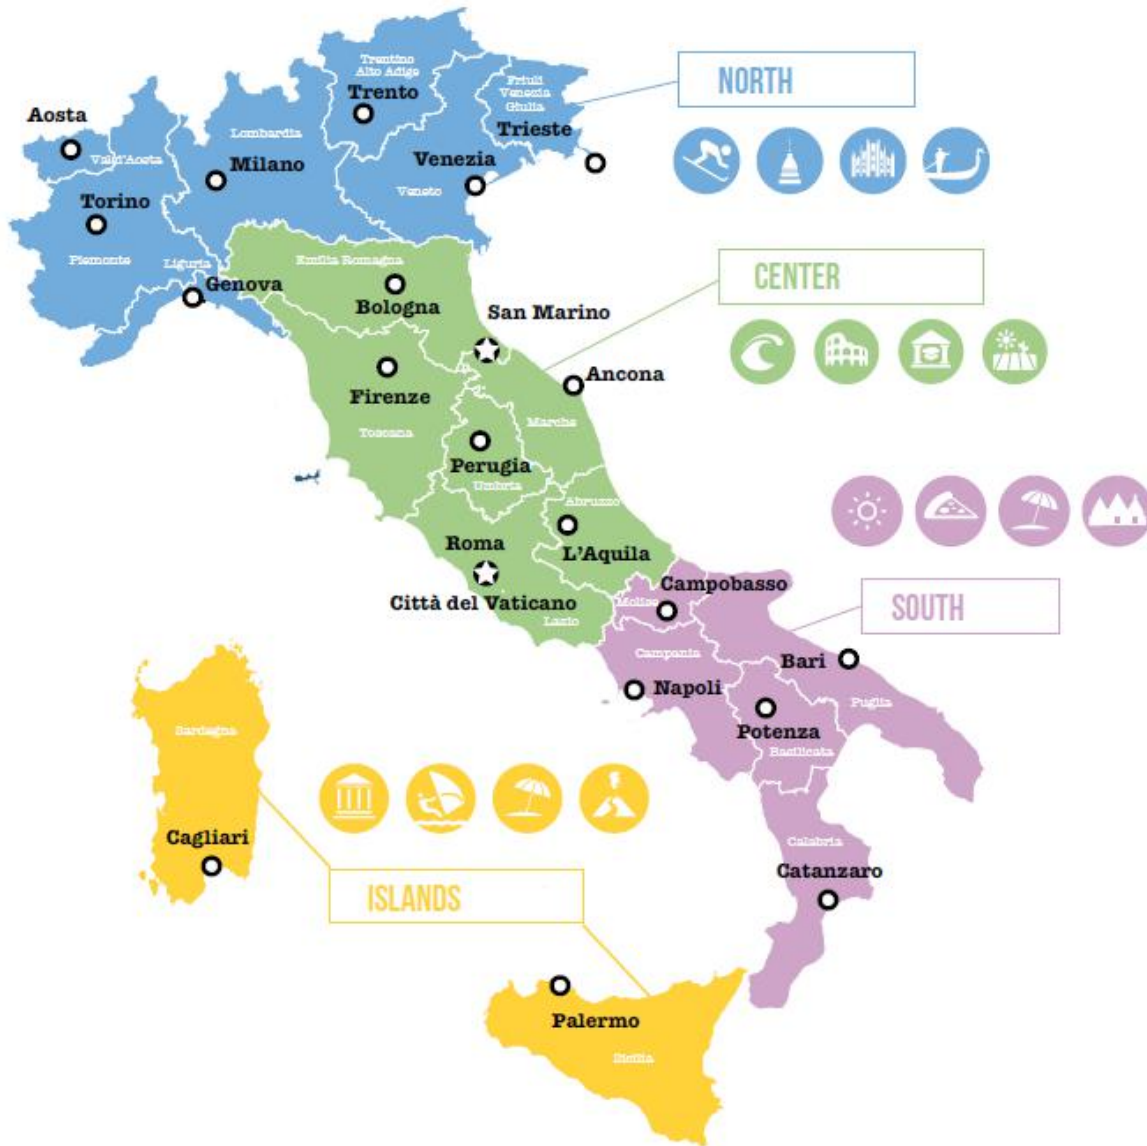 Trentino
Alto Adige
Trento
Friuli
Venezia
Giulia
Trieste
NORTH
Aosta
Vald'Aosta
Lombardia
Milano
Venezia
Veneto
Torino
Piemonte
Liguria
Genova
Emilia Romagna
Bologna
CENTER
San Marino
Ancona
Firenze
Toscana
Marche
Perugia
Umbria
Abruzzo
L'Aquila
Roma
Città del Vaticano
Lazio
Campobasso
Molise
SOUTH
Campania
Bari
Napoli
Puglia
Potenza
Basilicata
Sardegna
Cagliari
Calabria
Catanzaro
ISLANDS
Palermo
Sicilia